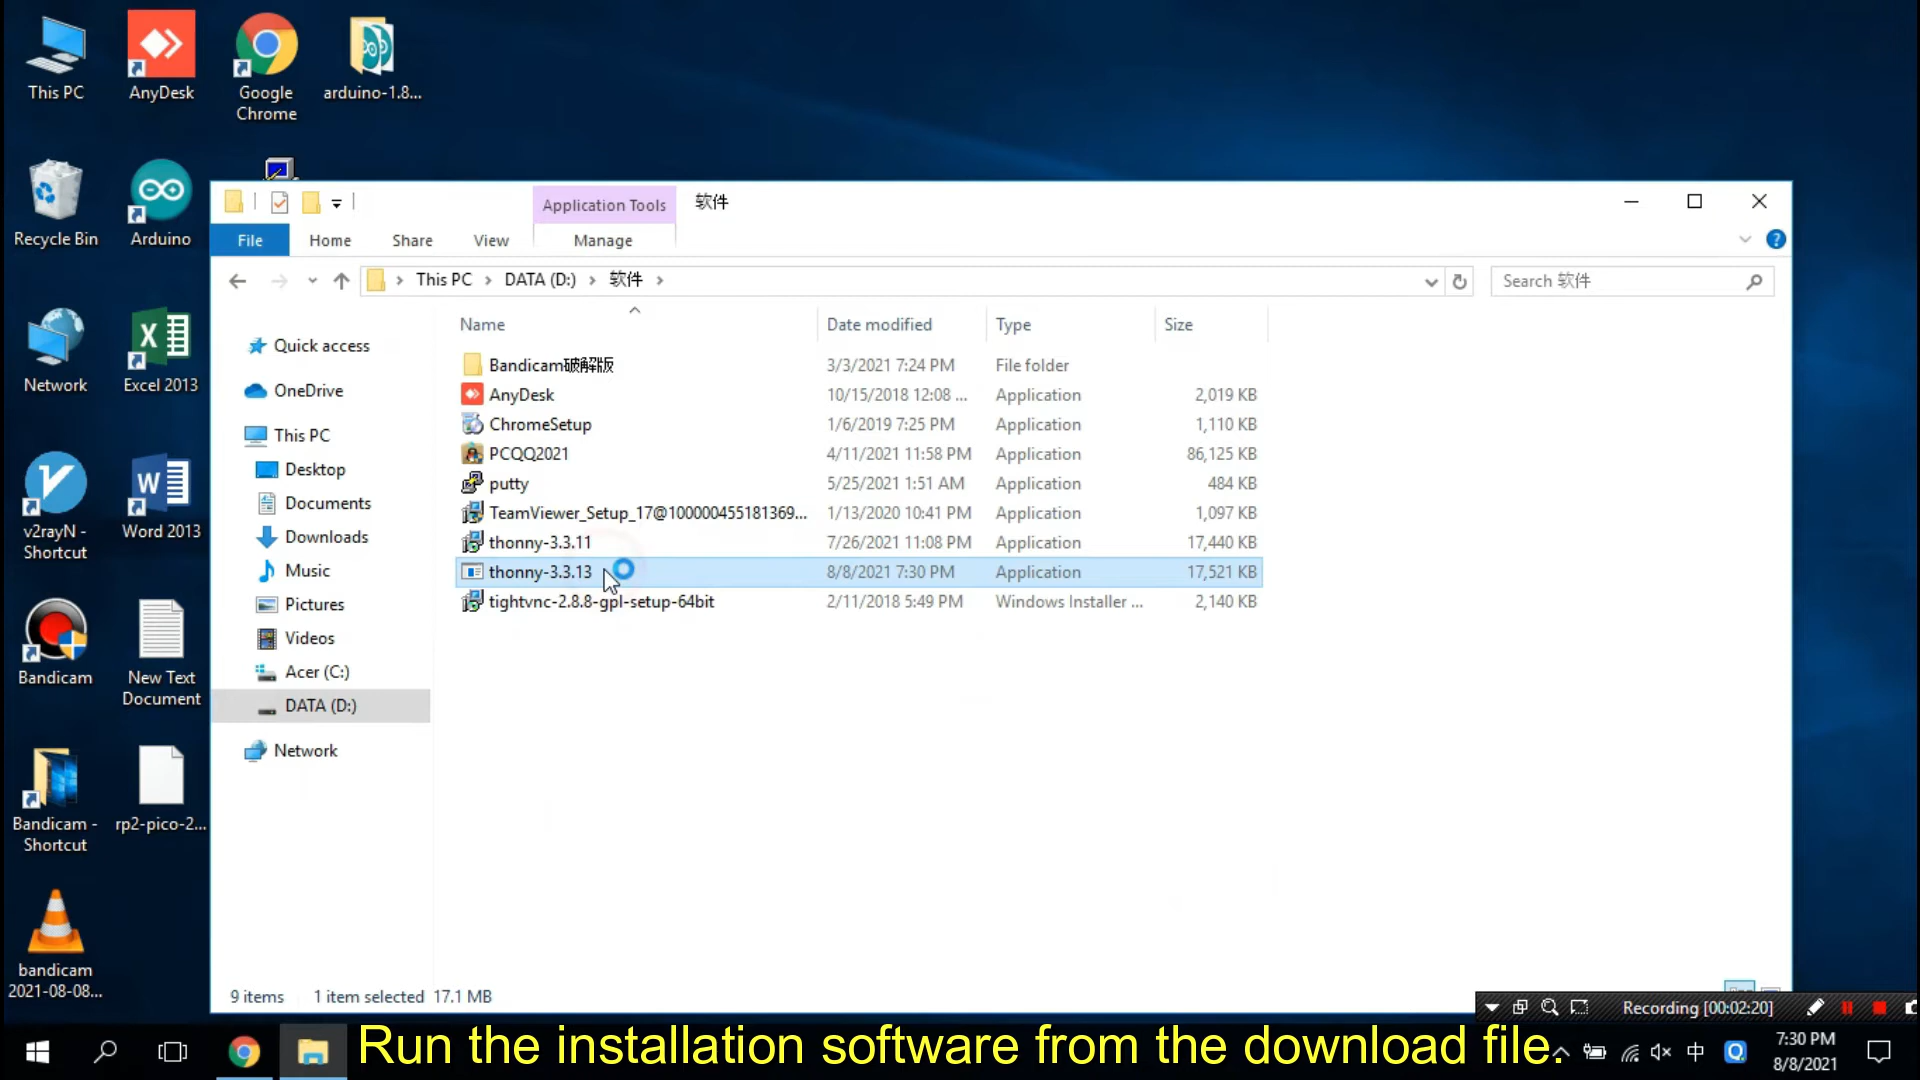 This PC
AnyDesk
Google
Chrome
arduino-1.8...
Recycle Bin
Arduino
Network
Excel 2013
v2rayN -
Shortcut
Word 2013
Bandicam
New Text
Document
Bandicam -
Shortcut
rp2-pico-2...
bandicam
2021-08-08...
Application Tools
软件
File
Home
Share
View
Manage
This PC
DATA (D:)
软件
Search 软件
Name
Date modified
Type
Size
Quick access
OneDrive
This PC
Desktop
Documents
Downloads
Music
Pictures
Videos
Acer (C:)
DATA (D:)
Network
Bandicam破解版 3/3/2021 7:24 PM File folder
AnyDesk 10/15/2018 12:08 ... Application 2,019 KB
ChromeSetup 1/6/2019 7:25 PM Application 1,110 KB
PCQQ2021 4/11/2021 11:58 PM Application 86,125 KB
putty 5/25/2021 1:51 AM Application 484 KB
TeamViewer_Setup_17@100000455181369... 1/13/2020 10:41 PM Application 1,097 KB
thonny-3.3.11 7/26/2021 11:08 PM Application 17,440 KB
thonny-3.3.13 8/8/2021 7:30 PM Application 17,521 KB
tightvnc-2.8.8-gpl-setup-64bit 2/11/2018 5:49 PM Windows Installer ... 2,140 KB
9 items 1 item selected 17.1 MB
Recording [00:02:20]
Run the installation software from the download file.
中
7:30 PM
8/8/2021